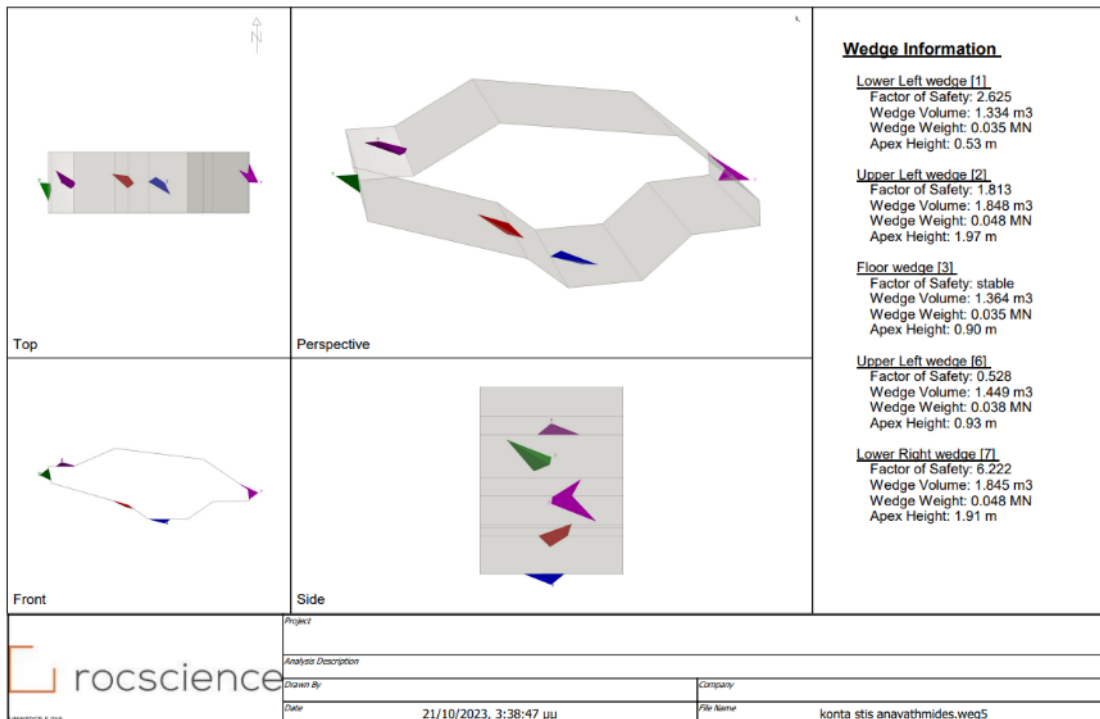 N
Top
Perspective
Front
Side
Wedge Information
Lower Left wedge [1]
Factor of Safety: 2.625
Wedge Volume: 1.334 m3
Wedge Weight: 0.035 MN
Apex Height: 0.53 m
Upper Left wedge [2]
Factor of Safety: 1.813
Wedge Volume: 1.848 m3
Wedge Weight: 0.048 MN
Apex Height: 1.97 m
Floor wedge [3]
Factor of Safety: stable
Wedge Volume: 1.364 m3
Wedge Weight: 0.035 MN
Apex Height: 0.90 m
Upper Left wedge [6]
Factor of Safety: 0.528
Wedge Volume: 1.449 m3
Wedge Weight: 0.038 MN
Apex Height: 0.93 m
Lower Right wedge [7]
Factor of Safety: 6.222
Wedge Volume: 1.845 m3
Wedge Weight: 0.048 MN
Apex Height: 1.91 m
rocscience
Project
Analysis Description
Drawn By
Company
Date
21/10/2023, 3:38:47 μμ
File Name
konta stis anavathmides.weg5